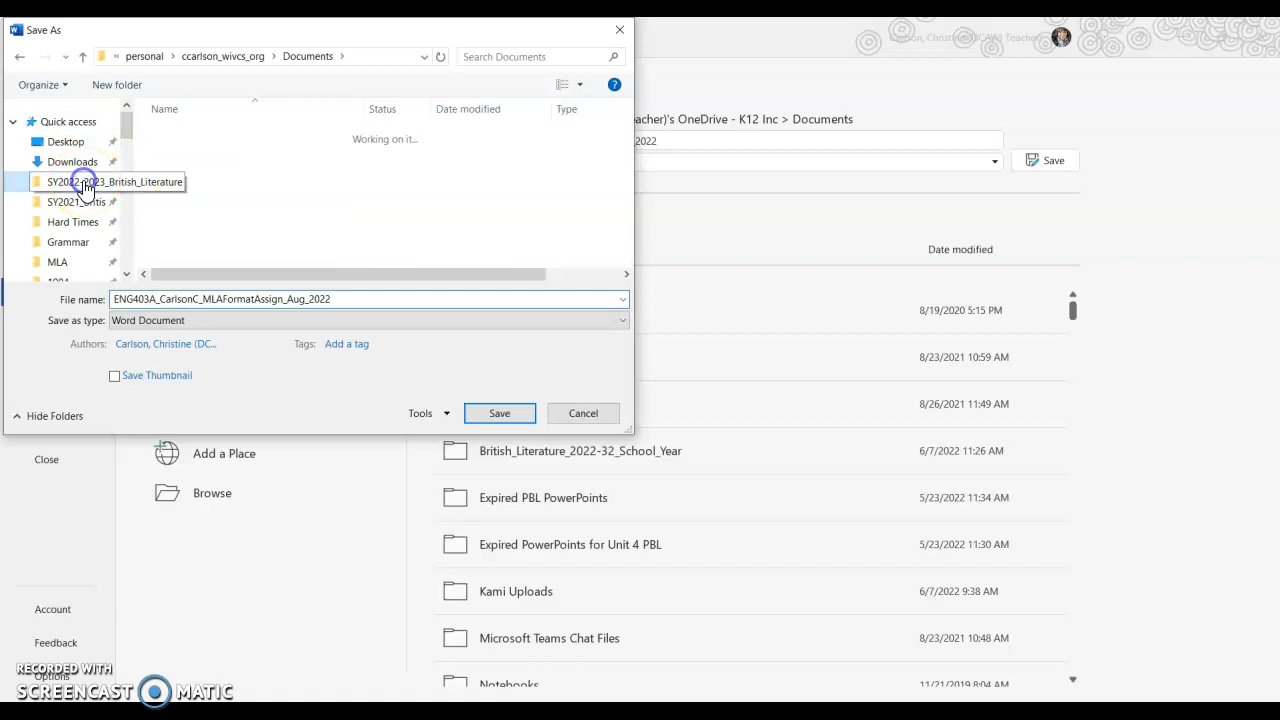 Save As
« personal > ccarlson_wivcs_org > Documents >
Search Documents
Organize
New folder
Name
Status
Date modified
Type
Working on it...
Quick access
Desktop
Downloads
SY2022-2023_British_Literature
Hard Times
Grammar
MLA
File name: ENG403A_CarlsonC_MLAFormatAssign_Aug_2022
Save as type: Word Document
Authors: Carlson, Christine (DC...
Tags: Add a tag
Save Thumbnail
Hide Folders
Tools
Save
Cancel
acher)'s OneDrive - K12 Inc > Documents
_2022
Save
Date modified
8/19/2020 5:15 PM
8/23/2021 10:59 AM
8/26/2021 11:49 AM
Close
Add a Place
British_Literature_2022-32_School_Year
6/7/2022 11:26 AM
Browse
Expired PBL PowerPoints
5/23/2022 11:34 AM
Expired PowerPoints for Unit 4 PBL
5/23/2022 11:30 AM
Kami Uploads
6/7/2022 9:38 AM
Account
Microsoft Teams Chat Files
8/23/2021 10:48 AM
Feedback
Options
Notebooks
11/21/2019 8:04 AM
RECORDED WITH
SCREENCAST MATIC